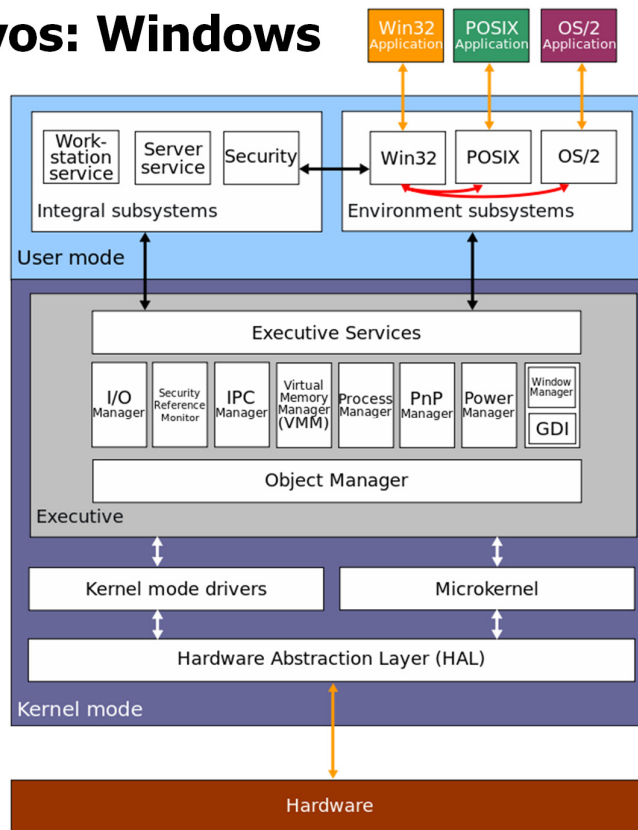 vos: Windows
Win32
Application
POSIX
Application
OS/2
Application
Work-
station
service
Server
service
Security
Integral subsystems
Win32
POSIX
OS/2
Environment subsystems
User mode
Executive Services
I/O
Manager
Security
Reference
Monitor
IPC
Manager
Virtual
Memory
Manager
(VMM)
Process
Manager
PnP
Manager
Power
Manager
Window
Manager
GDI
Object Manager
Executive
Kernel mode drivers
Microkernel
Hardware Abstraction Layer (HAL)
Kernel mode
Hardware